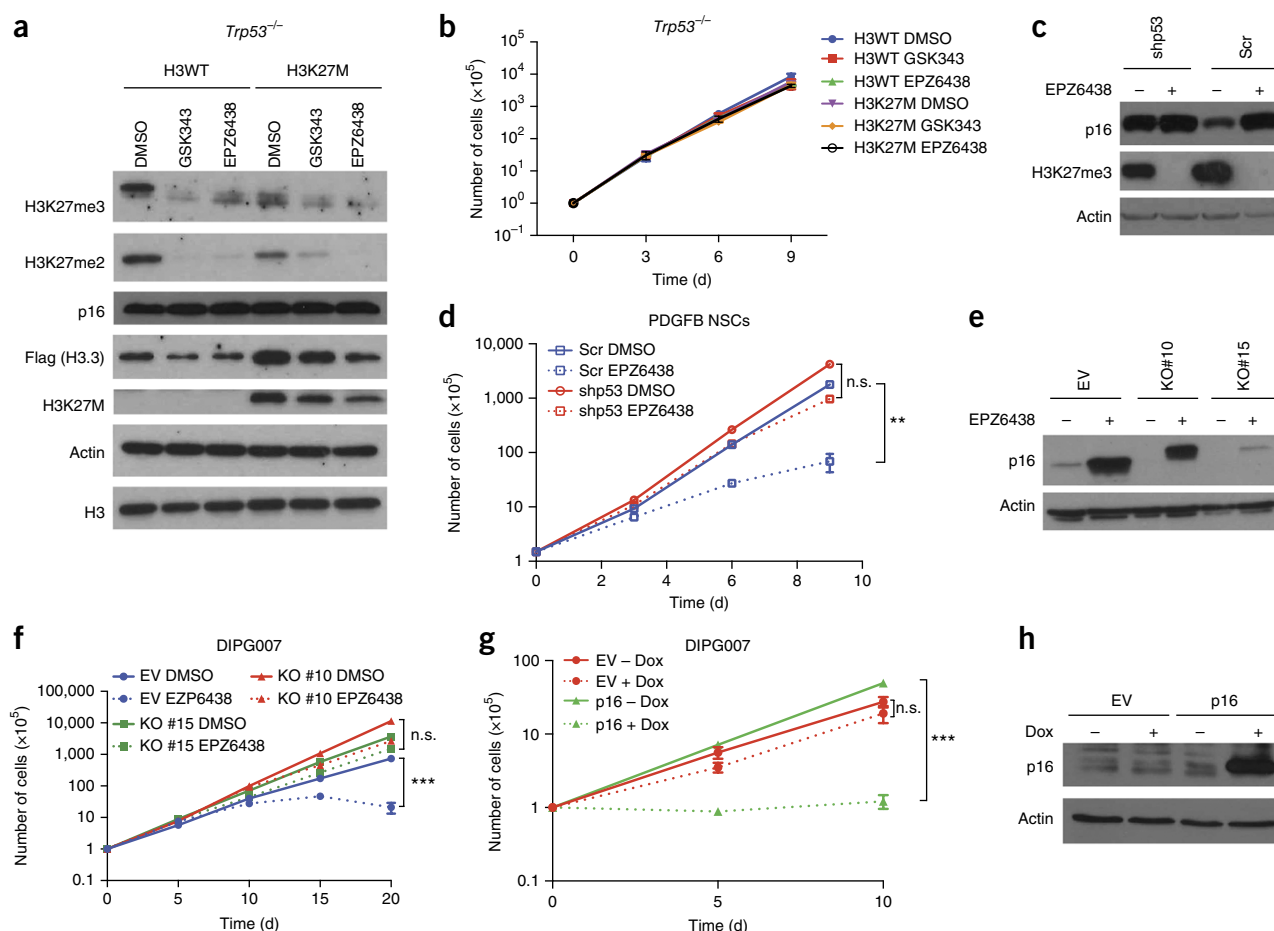 a
Trp53–/–
H3WT
H3K27M
DMSO
GSK343
EPZ6438
DMSO
GSK343
EPZ6438
H3K27me3
H3K27me2
p16
Flag (H3.3)
H3K27M
Actin
H3
b
Trp53–/–
Number of cells (×10⁵)
10⁵
10⁴
10³
10²
10¹
10⁰
10⁻¹
0 3 6 9
Time (d)
H3WT DMSO
H3WT GSK343
H3WT EPZ6438
H3K27M DMSO
H3K27M GSK343
H3K27M EPZ6438
c
shp53
Scr
EPZ6438 – + – +
p16
H3K27me3
Actin
d
PDGFB NSCs
Number of cells (×10⁵)
10,000
1,000
100
10
1
0 2 4 6 8 10
Time (d)
Scr DMSO
Scr EPZ6438
shp53 DMSO
shp53 EPZ6438
n.s.
**
e
EV
KO#10
KO#15
EPZ6438 – + – + – +
p16
Actin
f
DIPG007
Number of cells (×10⁵)
100,000
10,000
1,000
100
10
1
0.1
0 5 10 15 20
Time (d)
EV DMSO
EV EZP6438
KO #15 DMSO
KO #15 EPZ6438
KO #10 DMSO
KO #10 EPZ6438
n.s.
***
g
DIPG007
Number of cells (×10⁵)
100
10
1
0.1
0 5 10
Time (d)
EV – Dox
EV + Dox
p16 – Dox
p16 + Dox
n.s.
***
h
EV
p16
Dox – + – +
p16
Actin